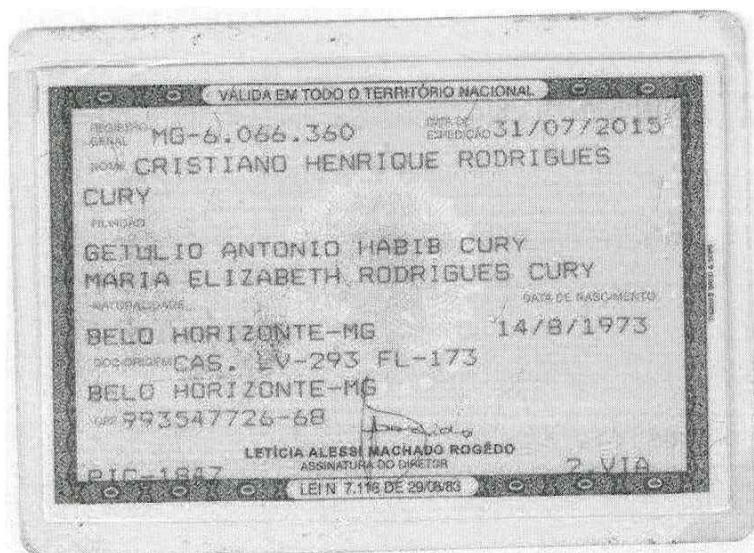 VÁLIDA EM TODO O TERRITÓRIO NACIONAL
REGISTRO GERAL MG-6.066.360 DATA DE EXPEDIÇÃO 31/07/2015
NOME CRISTIANO HENRIQUE RODRIGUES
CURY
FILIAÇÃO
GETULIO ANTONIO HABIB CURY
MARIA ELIZABETH RODRIGUES CURY
NATURALIDADE DATA DE NASCIMENTO
BELO HORIZONTE-MG 14/8/1973
DOC ORIGEM CAS. LV-293 FL-173
BELO HORIZONTE-MG
CPF 993547726-68
LETÍCIA ALESSI MACHADO ROGÊDO
ASSINATURA DO DIRETOR
PIC-1847 2.VIA
LEI N 7.116 DE 29/08/83